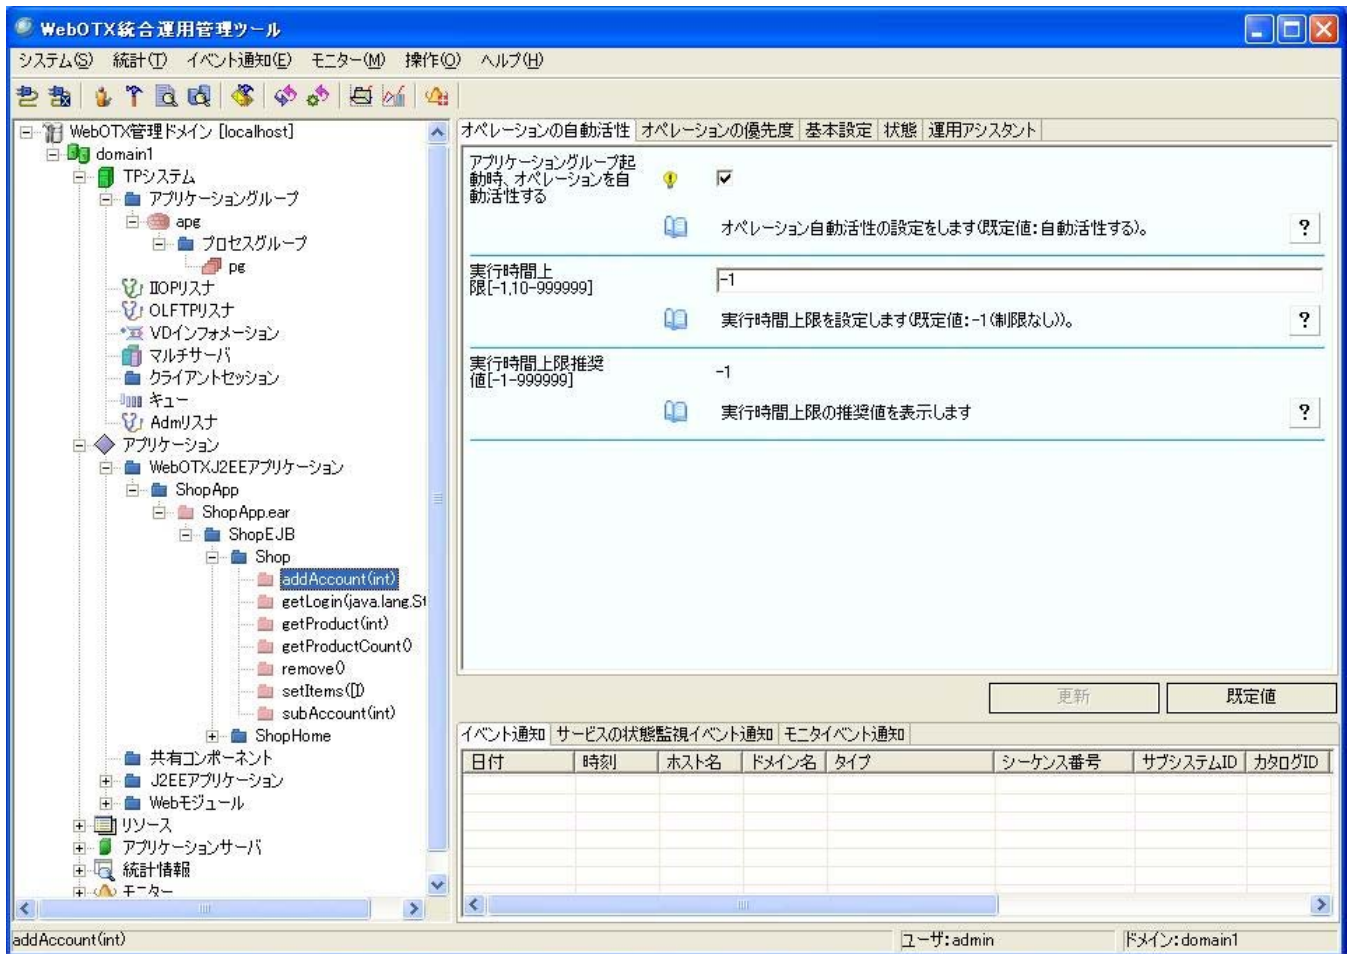 WebOTX統合運用管理ツール
システム(S) 統計(T) イベント通知(E) モニター(M) 操作(O) ヘルプ(H)
WebOTX管理ドメイン [localhost]
domain1
TPシステム
アプリケーショングループ
apg
プロセスグループ
pg
IIOPリスナ
OLFTPリスナ
VDインフォメーション
マルチサーバ
クライアントセッション
キュー
Admリスナ
アプリケーション
WebOTXJ2EEアプリケーション
ShopApp
ShopApp.ear
ShopEJB
Shop
addAccount(int)
getLogin(java.lang.St
getProduct(int)
getProductCount()
remove()
setItems([])
subAccount(int)
ShopHome
共有コンポーネント
J2EEアプリケーション
Webモジュール
リソース
アプリケーションサーバ
統計情報
モニター
オペレーションの自動活性 オペレーションの優先度 基本設定 状態 運用アシスタント
アプリケーショングループ起
動時、オペレーションを自
動活性する
オペレーション自動活性の設定をします(既定値:自動活性する)。 ?
実行時間上
限[-1,10-999999]
-1
実行時間上限を設定します(既定値:-1(制限なし))。 ?
実行時間上限推奨
値[-1-999999]
-1
実行時間上限の推奨値を表示します ?
更新 既定値
イベント通知 サービスの状態監視イベント通知 モニタイベント通知
日付 時刻 ホスト名 ドメイン名 タイプ シーケンス番号 サブシステムID カタログID
addAccount(int) ユーザ:admin ドメイン:domain1